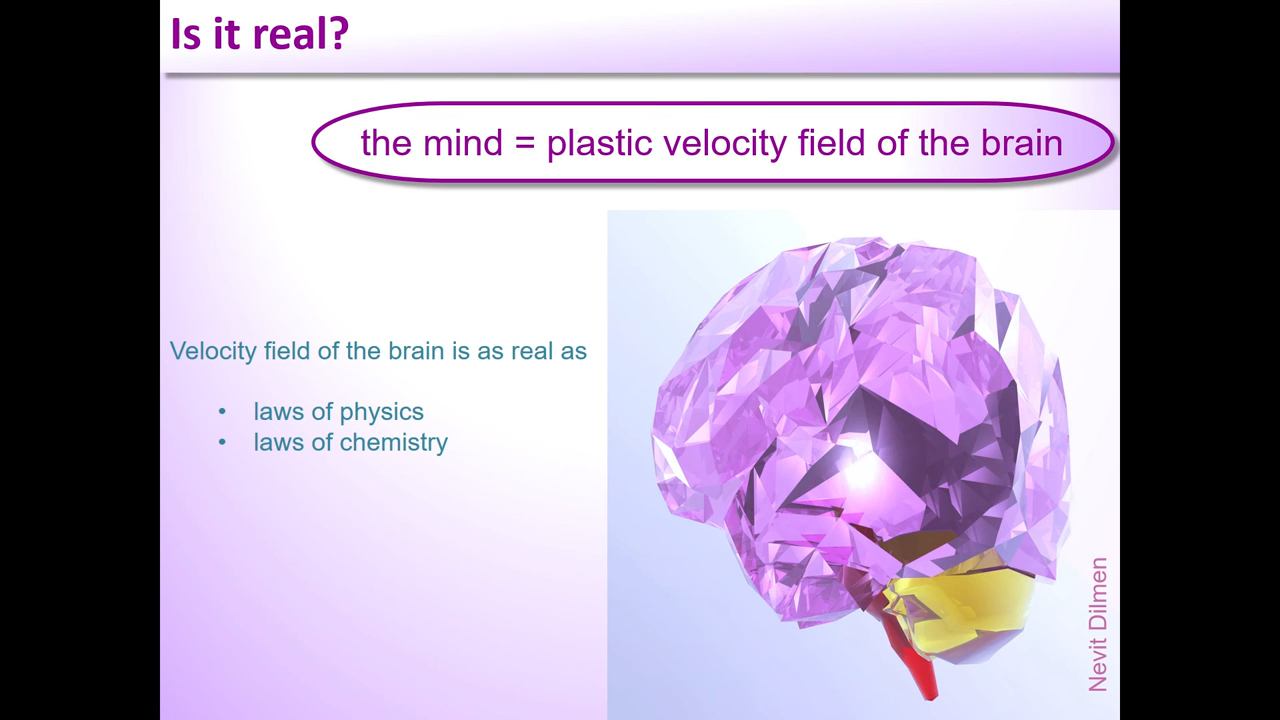 Is it real?
the mind = plastic velocity field of the brain
Velocity field of the brain is as real as
• laws of physics
• laws of chemistry
Nevit Dilmen